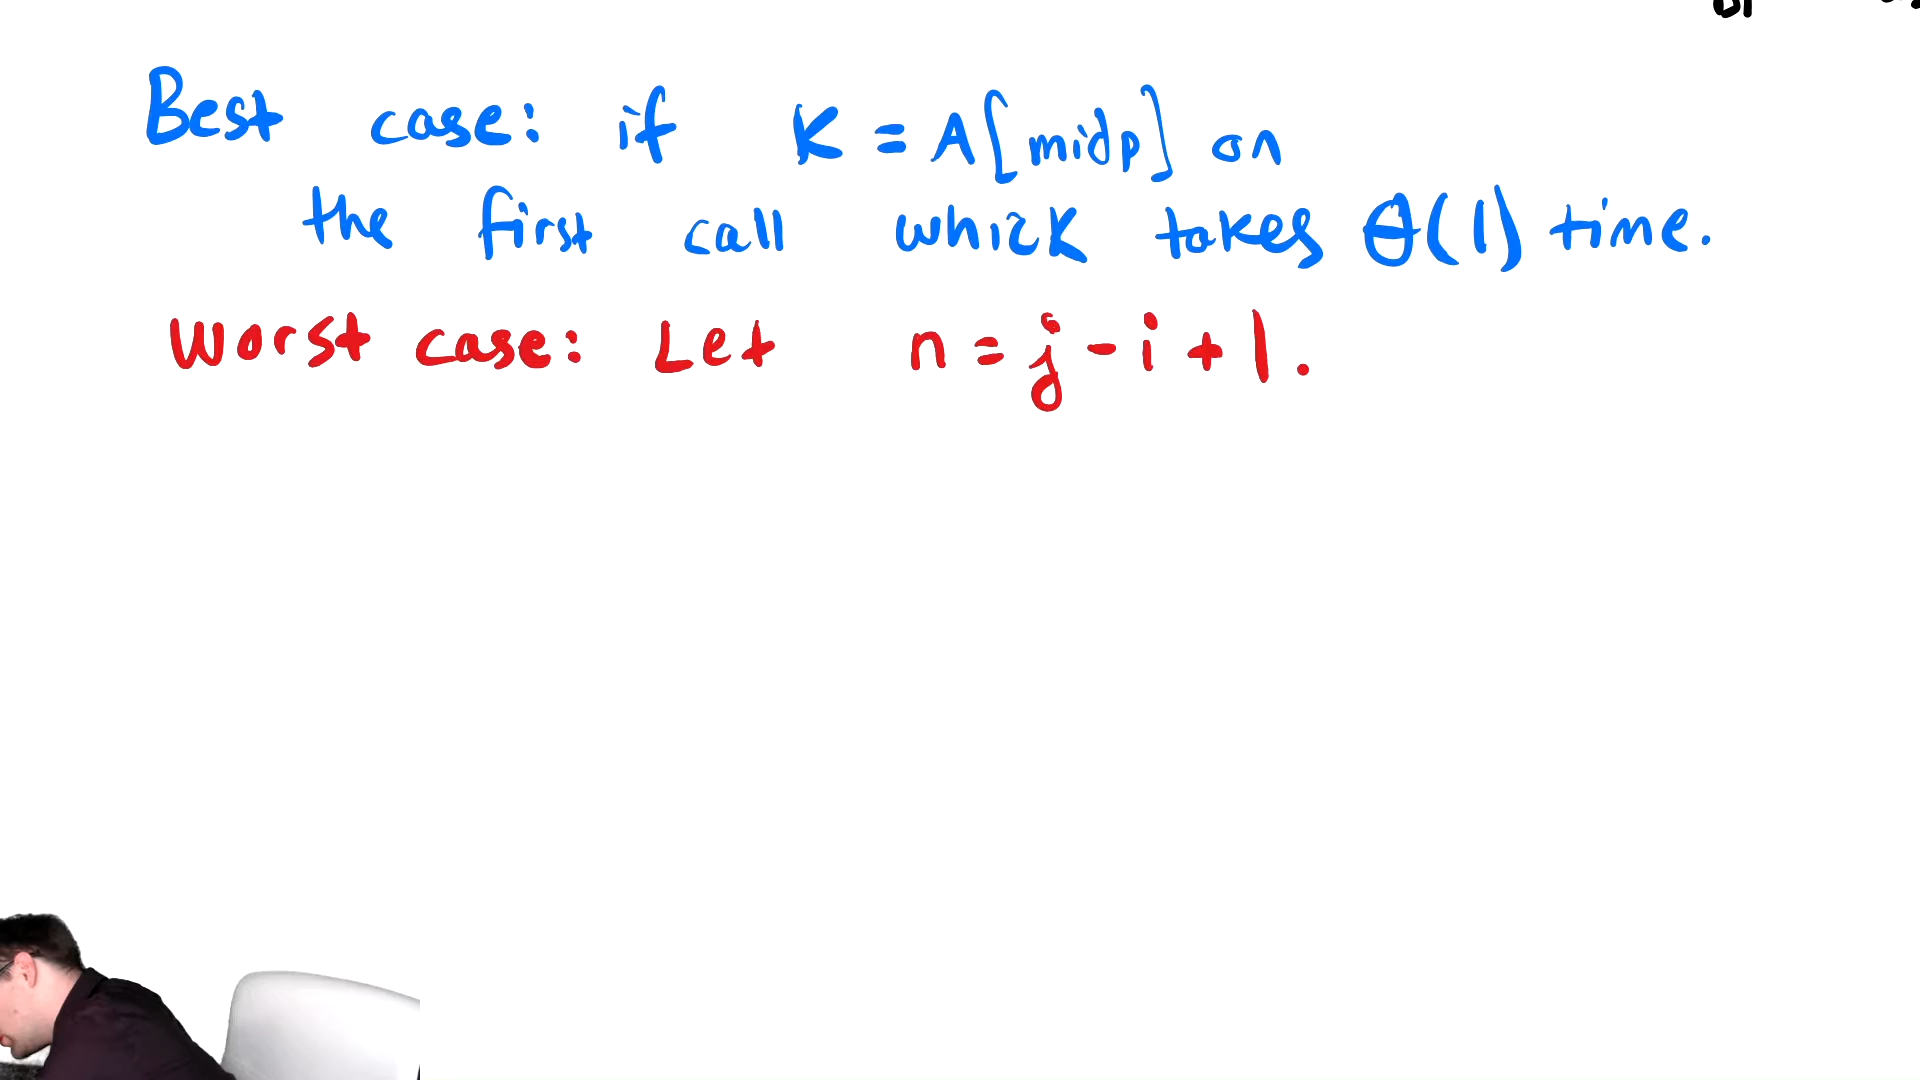 Best case: if K = A[midp] on
the first call which takes Θ(1) time.
Worst case: Let n = j - i + 1.